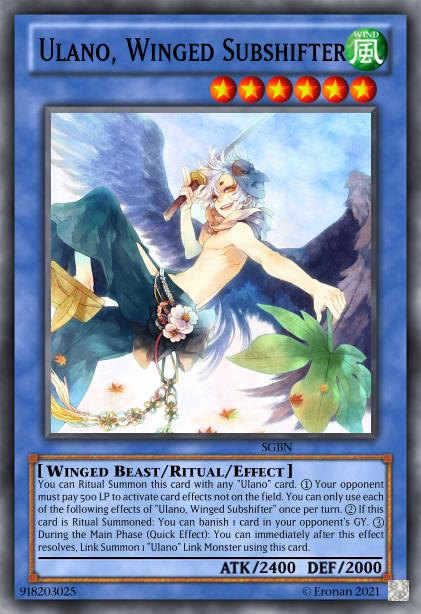 ULANO, WINGED SUBSHIFTER
WIND
風
SGBN
[ WINGED BEAST/RITUAL/EFFECT ]
You can Ritual Summon this card with any "Ulano" card. ① Your opponent
must pay 500 LP to activate card effects not on the field. You can only use each
of the following effects of "Ulano, Winged Subshifter" once per turn. ② If this
card is Ritual Summoned: You can banish 1 card in your opponent's GY. ③
During the Main Phase (Quick Effect): You can immediately after this effect
resolves, Link Summon 1 "Ulano" Link Monster using this card.
ATK/2400 DEF/2000
918203025
© Eronan 2021